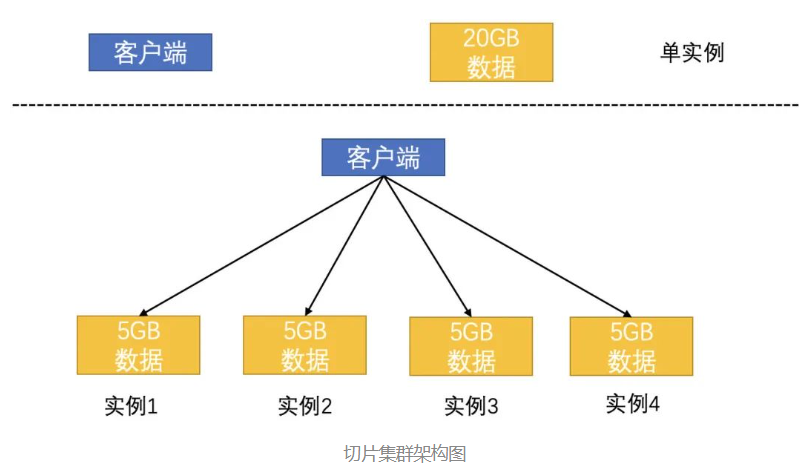 客户端
20GB
数据
单实例
客户端
5GB
数据
5GB
数据
5GB
数据
5GB
数据
实例1
实例2
实例3
实例4
切片集群架构图